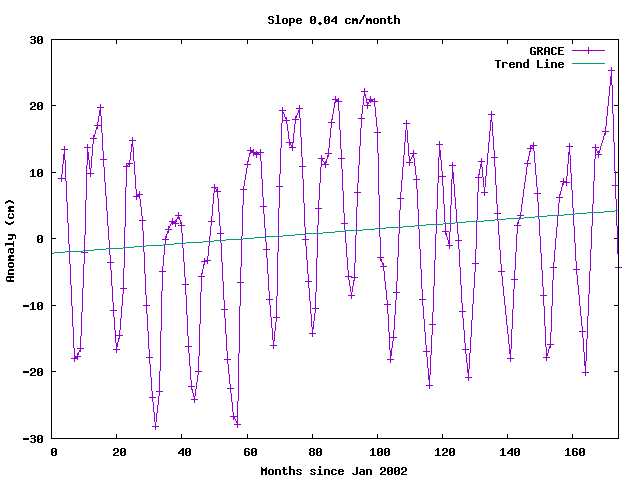 Slope 0.04 cm/month
GRACE
Trend Line
30
20
10
0
-10
-20
-30
Anomaly (cm)
0 20 40 60 80 100 120 140 160
Months since Jan 2002